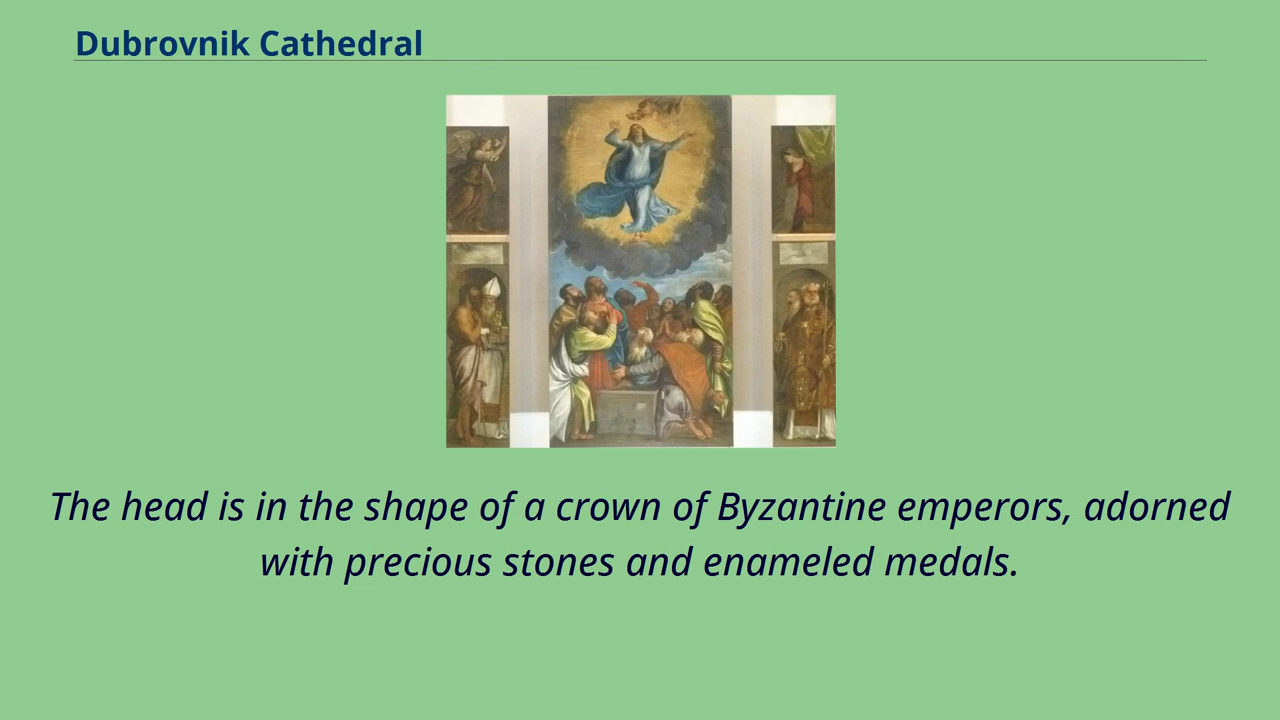 Dubrovnik Cathedral
The head is in the shape of a crown of Byzantine emperors, adorned
with precious stones and enameled medals.